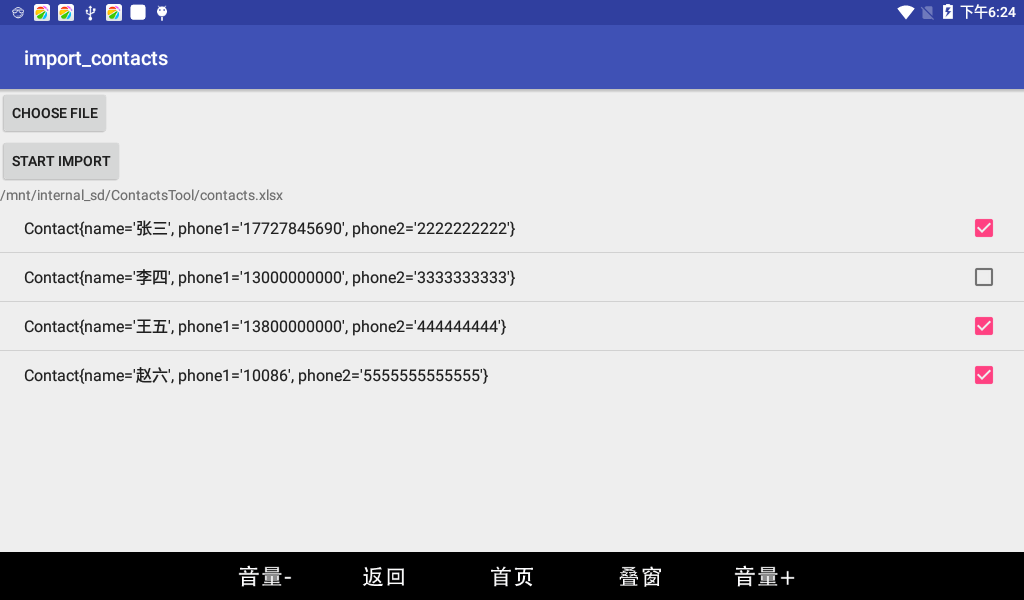 下午6:24
import_contacts
CHOOSE FILE
START IMPORT
/mnt/internal_sd/ContactsTool/contacts.xlsx
Contact{name='张三', phone1='17727845690', phone2='2222222222'}
Contact{name='李四', phone1='13000000000', phone2='3333333333'}
Contact{name='王五', phone1='13800000000', phone2='444444444'}
Contact{name='赵六', phone1='10086', phone2='5555555555555'}
音量- 返回 首页 叠窗 音量+